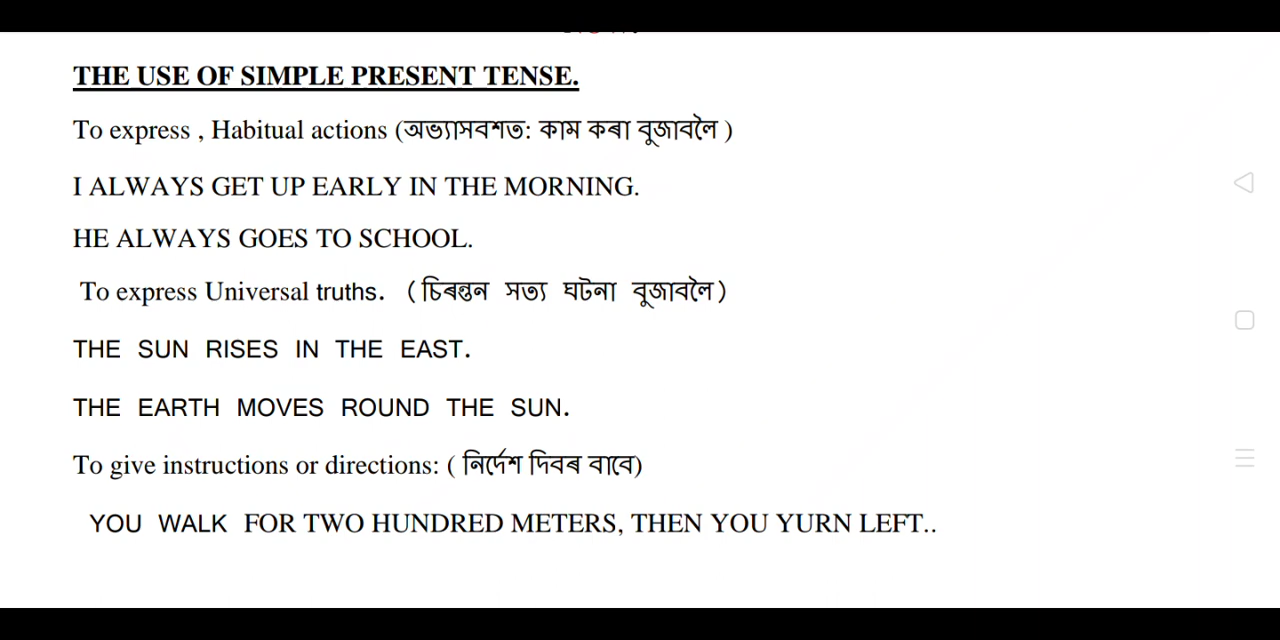 THE USE OF SIMPLE PRESENT TENSE.
To express , Habitual actions (অভ্যাসবশত: কাম কৰা বুজাবলৈ )
I ALWAYS GET UP EARLY IN THE MORNING.
HE ALWAYS GOES TO SCHOOL.
To express Universal truths. (চিৰন্তন সত্য ঘটনা বুজাবলৈ)
THE SUN RISES IN THE EAST.
THE EARTH MOVES ROUND THE SUN.
To give instructions or directions: ( নিৰ্দেশ দিবৰ বাবে)
YOU WALK FOR TWO HUNDRED METERS, THEN YOU YURN LEFT..